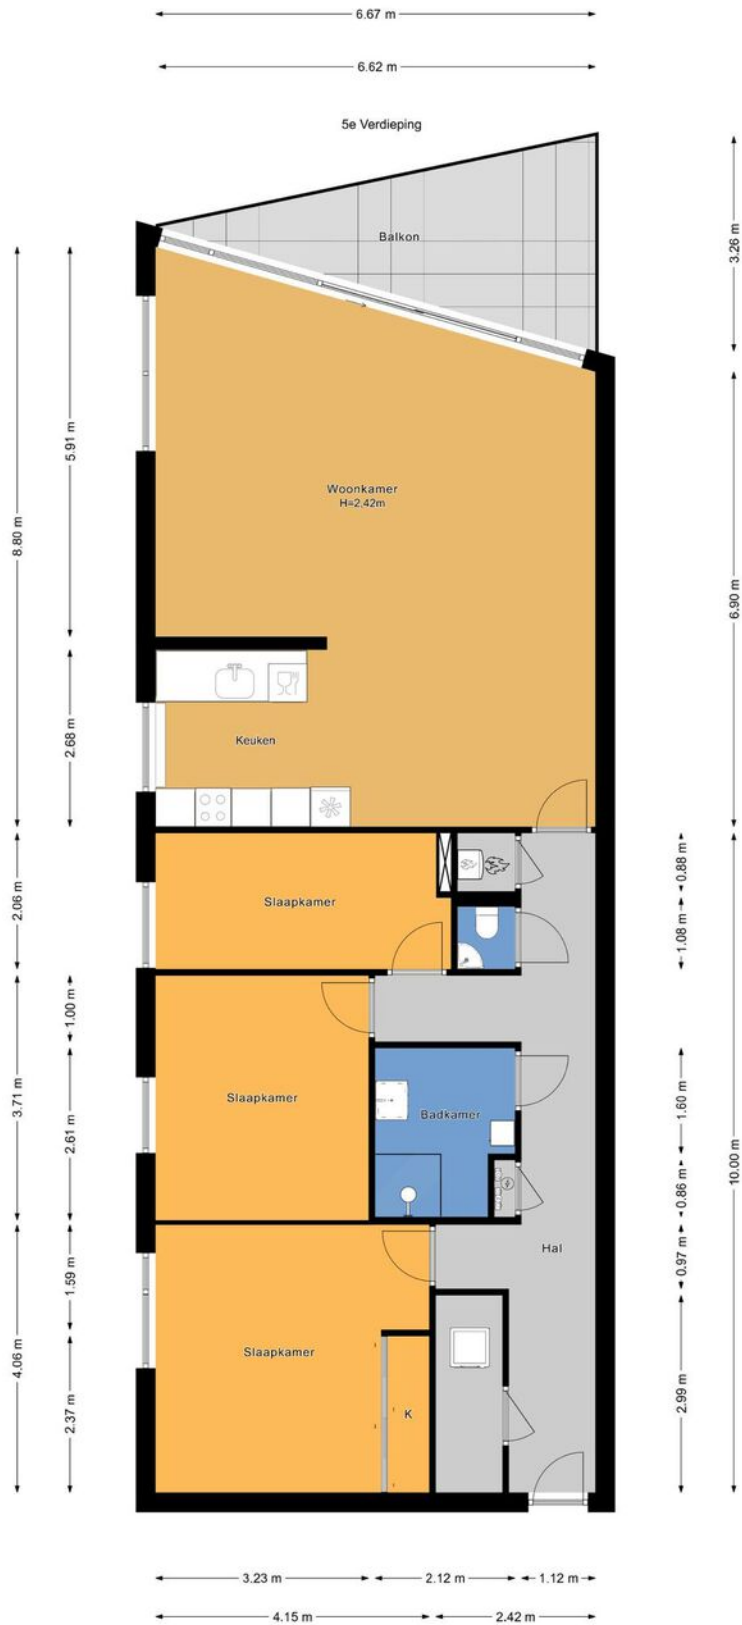 6.67 m
6.62 m
5e Verdieping
Balkon
3.26 m
8.80 m
5.91 m
Woonkamer
H=2,42m
6.90 m
2.68 m
Keuken
2.06 m
Slaapkamer
0.88 m
1.08 m
3.71 m
1.00 m
2.61 m
Slaapkamer
Badkamer
1.60 m
0.86 m
10.00 m
4.06 m
1.59 m
2.37 m
Slaapkamer
K
Hal
0.97 m
2.99 m
3.23 m
2.12 m
1.12 m
4.15 m
2.42 m